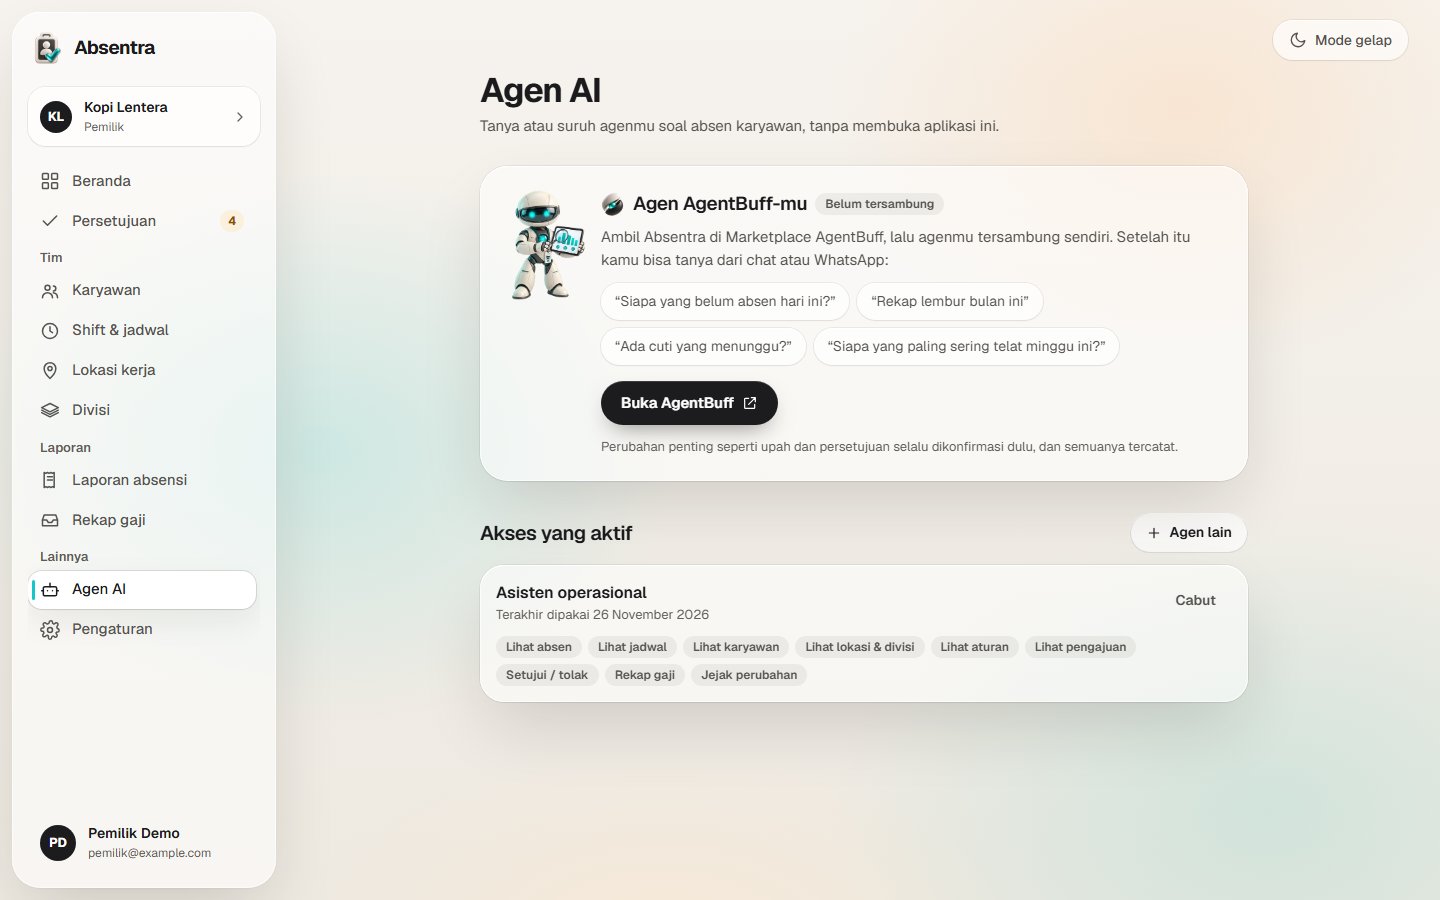 Absentra
KL
Kopi Lentera
Pemilik
Beranda
Persetujuan
4
Tim
Karyawan
Shift & jadwal
Lokasi kerja
Divisi
Laporan
Laporan absensi
Rekap gaji
Lainnya
Agen AI
Pengaturan
PD
Pemilik Demo
pemilik@example.com
Mode gelap
Agen AI
Tanya atau suruh agenmu soal absen karyawan, tanpa membuka aplikasi ini.
Agen AgentBuff-mu
Belum tersambung
Ambil Absentra di Marketplace AgentBuff, lalu agenmu tersambung sendiri. Setelah itu
kamu bisa tanya dari chat atau WhatsApp:
“Siapa yang belum absen hari ini?”
“Rekap lembur bulan ini”
“Ada cuti yang menunggu?”
“Siapa yang paling sering telat minggu ini?”
Buka AgentBuff
Perubahan penting seperti upah dan persetujuan selalu dikonfirmasi dulu, dan semuanya tercatat.
Akses yang aktif
Agen lain
Asisten operasional
Terakhir dipakai 26 November 2026
Cabut
Lihat absen
Lihat jadwal
Lihat karyawan
Lihat lokasi & divisi
Lihat aturan
Lihat pengajuan
Setujui / tolak
Rekap gaji
Jejak perubahan